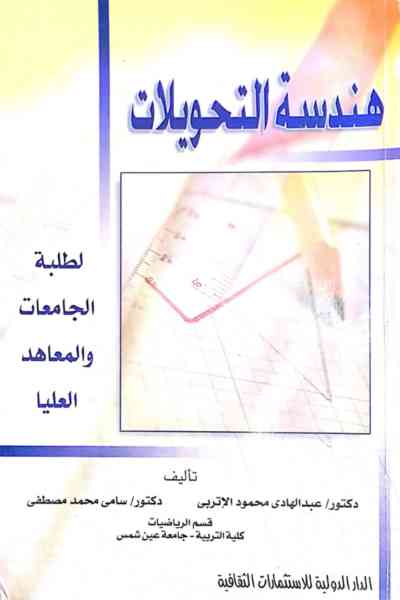 هندسة التحويلات
لطلبة
الجامعات
والمعاهد
العليا
تأليف
دكتور/ عبدالهادى محمود الإتربى دكتور/ سامى محمد مصطفى
قسم الرياضيات
كلية التربية - جامعة عين شمس
الدار الدولية للاستثمارات الثقافية